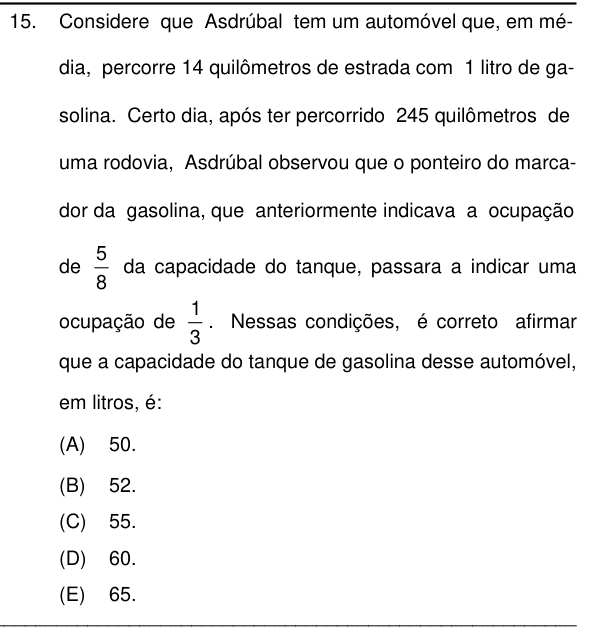 15. Considere que Asdrúbal tem um automóvel que, em mé-
dia, percorre 14 quilômetros de estrada com 1 litro de ga-
solina. Certo dia, após ter percorrido 245 quilômetros de
uma rodovia, Asdrúbal observou que o ponteiro do marca-
dor da gasolina, que anteriormente indicava a ocupação
de 5/8 da capacidade do tanque, passara a indicar uma
ocupação de 1/3. Nessas condições, é correto afirmar
que a capacidade do tanque de gasolina desse automóvel,
em litros, é:
(A) 50.
(B) 52.
(C) 55.
(D) 60.
(E) 65.